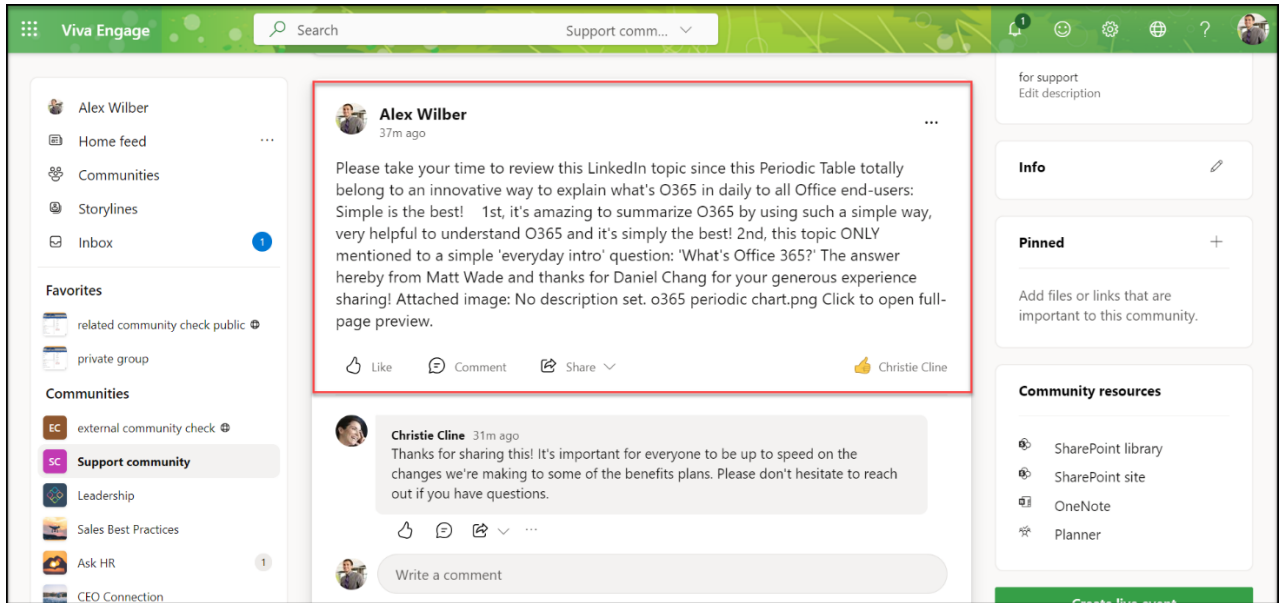 Viva Engage
Search
Support comm...
1
?
Alex Wilber
Home feed
Communities
Storylines
Inbox
1
Favorites
related community check public
private group
Communities
EC
external community check
SC
Support community
Leadership
Sales Best Practices
Ask HR
1
CEO Connection
Alex Wilber
37m ago
Please take your time to review this LinkedIn topic since this Periodic Table totally
belong to an innovative way to explain what's O365 in daily to all Office end-users:
Simple is the best! 1st, it's amazing to summarize O365 by using such a simple way,
very helpful to understand O365 and it's simply the best! 2nd, this topic ONLY
mentioned to a simple 'everyday intro' question: 'What's Office 365?' The answer
hereby from Matt Wade and thanks for Daniel Chang for your generous experience
sharing! Attached image: No description set. o365 periodic chart.png Click to open full-
page preview.
Like
Comment
Share
Christie Cline
Christie Cline 31m ago
Thanks for sharing this! It's important for everyone to be up to speed on the
changes we're making to some of the benefits plans. Please don't hesitate to reach
out if you have questions.
Write a comment
for support
Edit description
Info
Pinned
Add files or links that are
important to this community.
Community resources
SharePoint library
SharePoint site
OneNote
Planner
Create live event